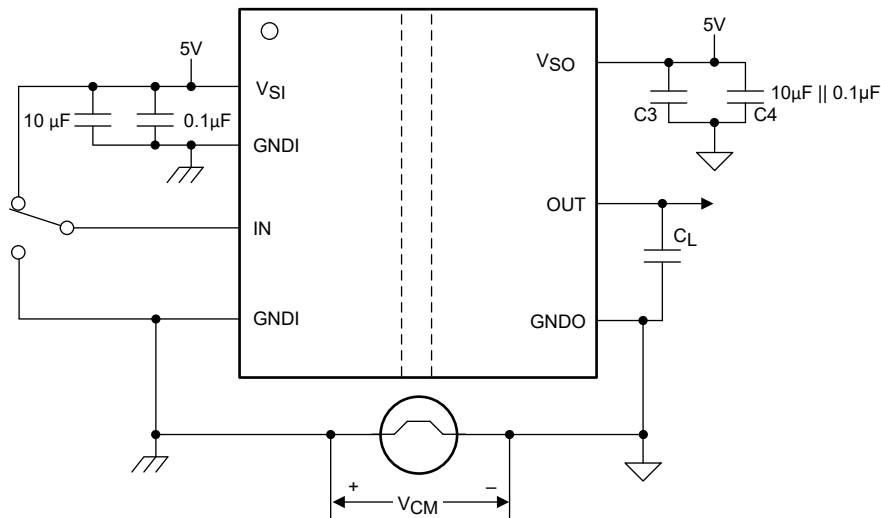 5V
5V
VSI
VSO
10 μF
0.1μF
C3
C4
10μF || 0.1μF
GNDI
IN
OUT
CL
GNDI
GNDO
+
VCM
–